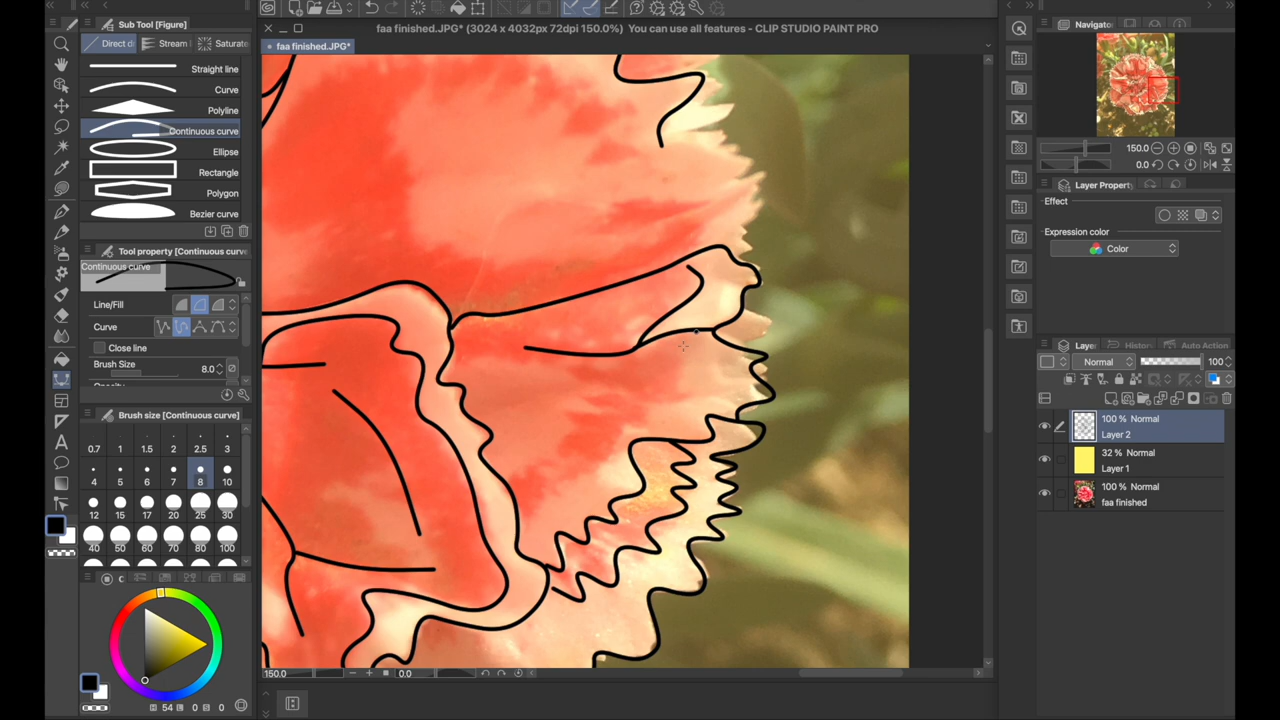 Sub Tool [Figure]
Direct d
Stream
Saturate
Straight line
Curve
Polyline
Continuous curve
Ellipse
Rectangle
Polygon
Bezier curve
Tool property [Continuous curve
Continuous curve
Line/Fill
Curve
Close line
Brush Size
8.0
Brush size [Continuous curve]
0.7 1 1.5 2 2.5 3
4 5 6 7 8 10
12 15 17 20 25 30
40 50 60 70 80 100
C
H 54 S 0 S 0
faa finished.JPG* (3024 x 4032px 72dpi 150.0%) You can use all features - CLIP STUDIO PAINT PRO
faa finished.JPG*
150.0
0.0
Navigator
150.0
0.0
Layer Property
Effect
Expression color
Color
Layer
History
Auto Action
Normal
100
100 % Normal
Layer 2
32 % Normal
Layer 1
100 % Normal
faa finished